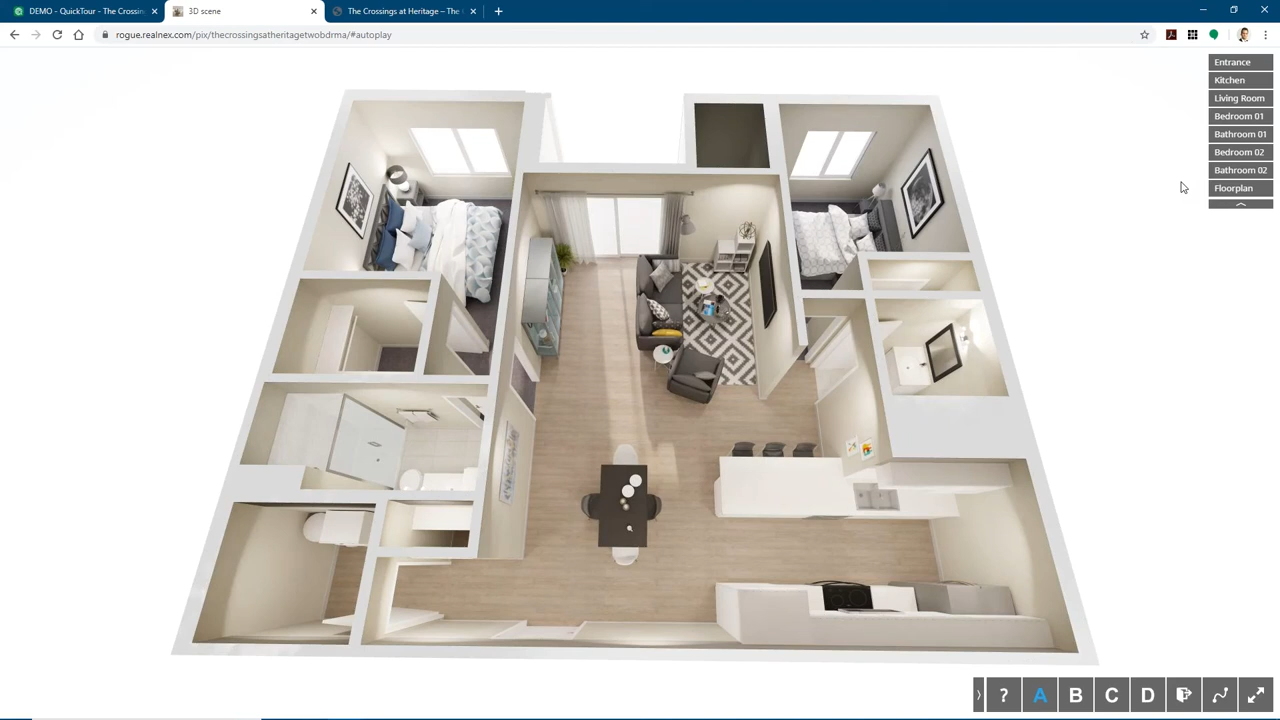 DEMO - QuickTour - The Crossin
3D scene
The Crossings at Heritage – The
rogue.realnex.com/pix/thecrossingsatheritagetwobdrma/#autoplay
Entrance
Kitchen
Living Room
Bedroom 01
Bathroom 01
Bedroom 02
Bathroom 02
Floorplan
? A B C D